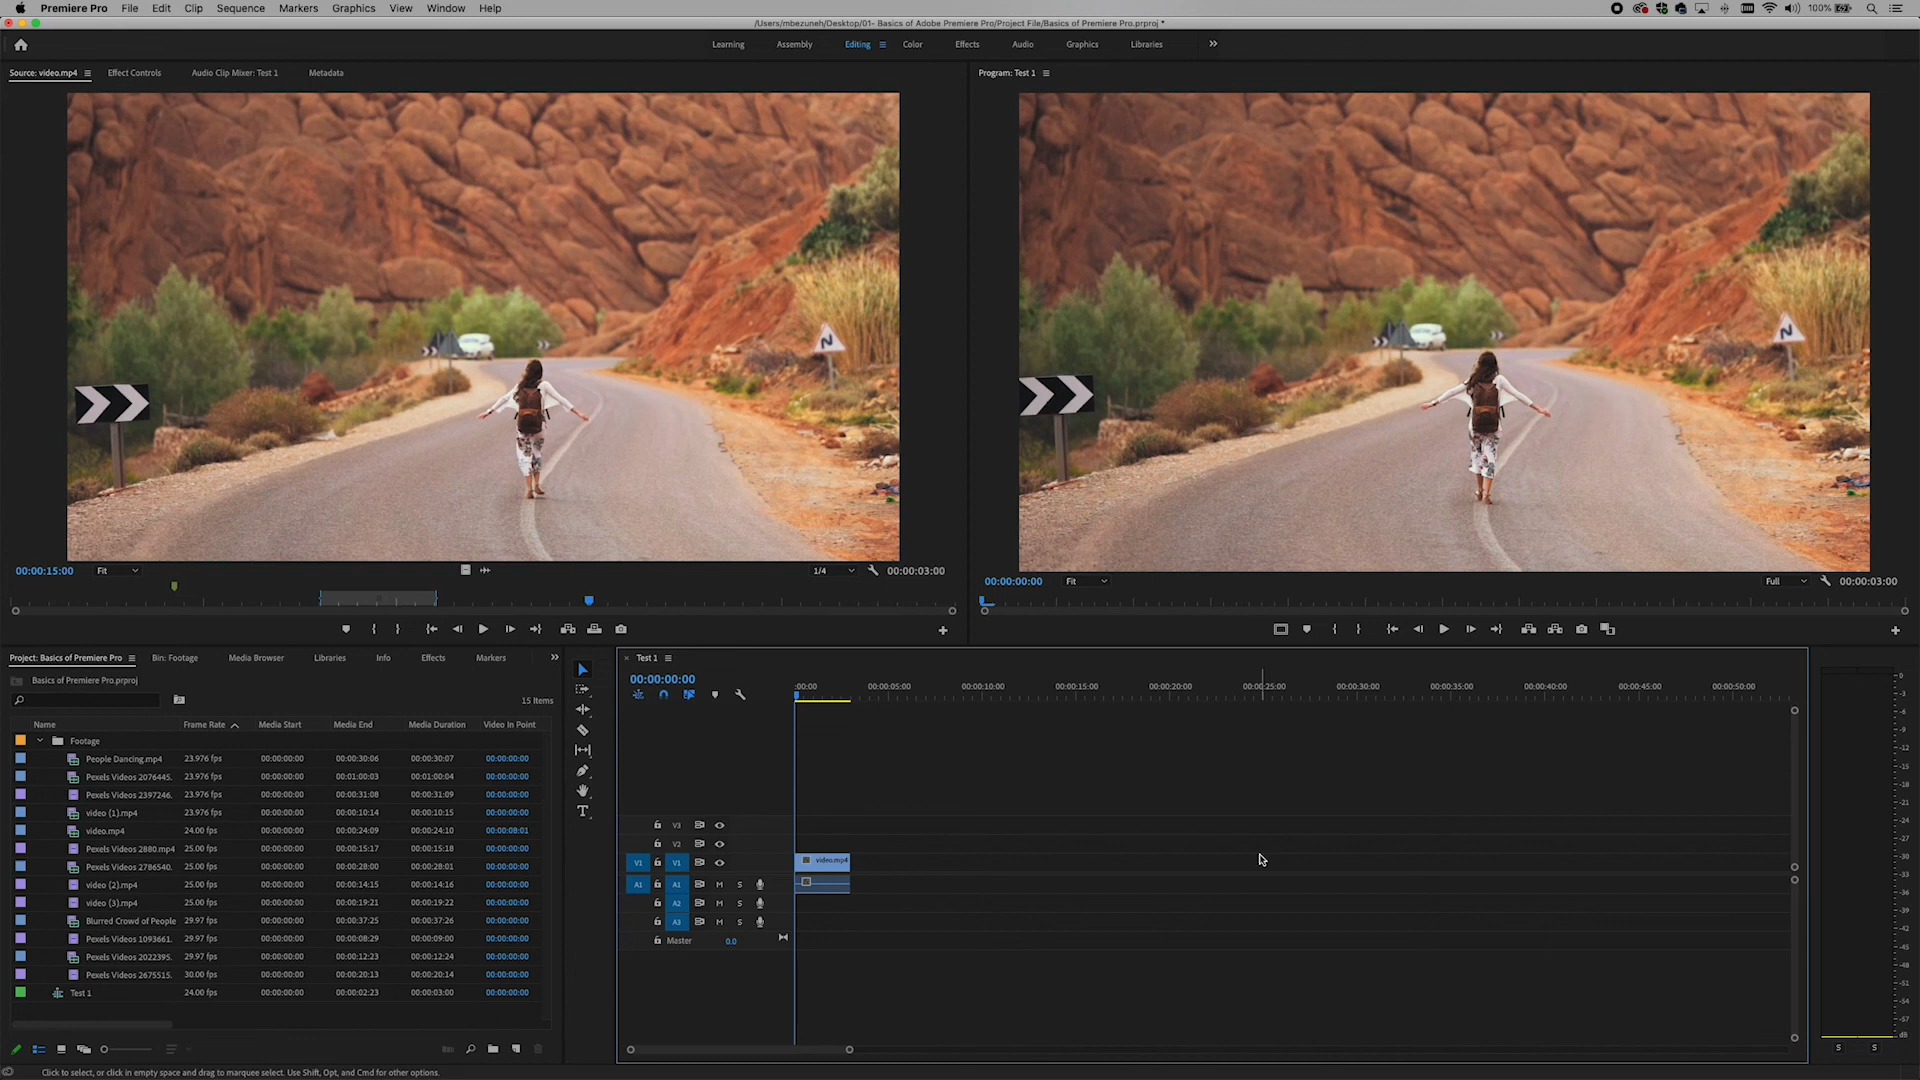 Premiere Pro File Edit Clip Sequence Markers Graphics View Window Help 100%
/Users/mbezuneh/Desktop/01- Basics of Adobe Premiere Pro/Project File/Basics of Premiere Pro.prproj *
Learning Assembly Editing Color Effects Audio Graphics Libraries
Source: video.mp4 Effect Controls Audio Clip Mixer: Test 1 Metadata
Program: Test 1
N
N
00:00:15:00 Fit 1/4 00:00:03:00
00:00:00:00 Fit Full 00:00:03:00
Project: Basics of Premiere Pro Bin: Footage Media Browser Libraries Info Effects Markers
Basics of Premiere Pro.prproj
15 Items
Name Frame Rate Media Start Media End Media Duration Video In Point
Footage
People Dancing.mp4 23.976 fps 00:00:00:00 00:00:30:06 00:00:30:07 00:00:00:00
Pexels Videos 2076445. 23.976 fps 00:00:00:00 00:01:00:03 00:01:00:04 00:00:00:00
Pexels Videos 2397246. 23.976 fps 00:00:00:00 00:00:31:08 00:00:31:09 00:00:00:00
video (1).mp4 23.976 fps 00:00:00:00 00:00:10:14 00:00:10:15 00:00:00:00
video.mp4 24.00 fps 00:00:00:00 00:00:24:09 00:00:24:10 00:00:08:01
Pexels Videos 2880.mp4 25.00 fps 00:00:00:00 00:00:15:17 00:00:15:18 00:00:00:00
Pexels Videos 2786540. 25.00 fps 00:00:00:00 00:00:28:00 00:00:28:01 00:00:00:00
video (2).mp4 25.00 fps 00:00:00:00 00:00:14:15 00:00:14:16 00:00:00:00
video (3).mp4 25.00 fps 00:00:00:00 00:00:19:21 00:00:19:22 00:00:00:00
Blurred Crowd of People 29.97 fps 00:00:00:00 00:00:37:25 00:00:37:26 00:00:00:00
Pexels Videos 1093661. 29.97 fps 00:00:00:00 00:00:08:29 00:00:09:00 00:00:00:00
Pexels Videos 2022395. 29.97 fps 00:00:00:00 00:00:12:23 00:00:12:24 00:00:00:00
Pexels Videos 2675515. 30.00 fps 00:00:00:00 00:00:20:13 00:00:20:14 00:00:00:00
Test 1 24.00 fps 00:00:00:00 00:00:02:23 00:00:03:00 00:00:00:00
T
Test 1
00:00:00:00
:00:00 00:00:05:00 00:00:10:00 00:00:15:00 00:00:20:00 00:00:25:00 00:00:30:00 00:00:35:00 00:00:40:00 00:00:45:00 00:00:50:00
V3
V2
V1 V1 video.mp4
A1 A1 M S
A2 M S
A3 M S
Master 0.0
0
-3
-6
-9
-12
-15
-18
-21
-24
-27
-30
-33
-36
-39
-42
-45
-48
-51
-54
-57
dB
S S
Click to select, or click in empty space and drag to marquee select. Use Shift, Opt, and Cmd for other options.